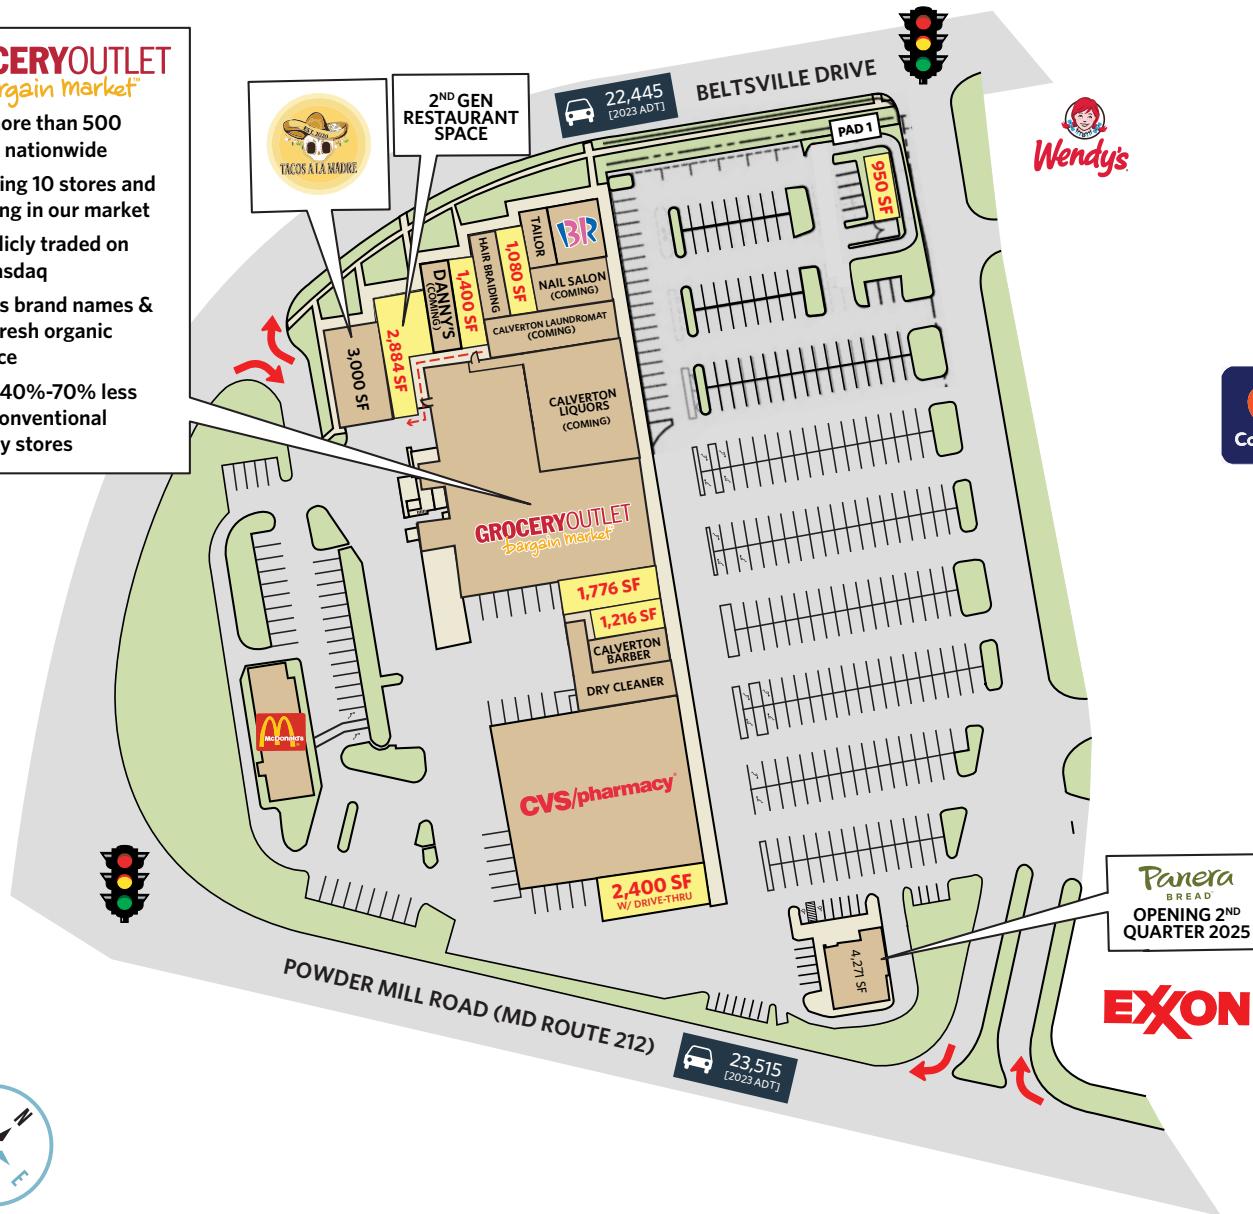 CERYOUTLET
rgain market
ore than 500
nationwide
ing 10 stores and
ng in our market
licly traded on
sdaq
s brand names &
resh organic
ce
40%-70% less
onventional
y stores
EST. 2020
TACOS A LA MADRE
2ND GEN
RESTAURANT
SPACE
22,445
[2023 ADT]
BELTSVILLE DRIVE
PAD 1
950 SF
Wendy's
TAILOR
BR
HAIR BRAIDING
1,080 SF
NAIL SALON
(COMING)
DANNY'S
(COMING)
1,400 SF
CALVERTON LAUNDROMAT
(COMING)
3,000 SF
2,884 SF
CALVERTON
LIQUORS
(COMING)
Co
GROCERYOUTLET
bargain market
1,776 SF
1,216 SF
CALVERTON
BARBER
DRY CLEANER
McDonald's
CVS/pharmacy
2,400 SF
W/ DRIVE-THRU
Panera
BREAD
OPENING 2ND
QUARTER 2025
4,271 SF
EXXON
POWDER MILL ROAD (MD ROUTE 212)
23,515
[2023 ADT]
N
E